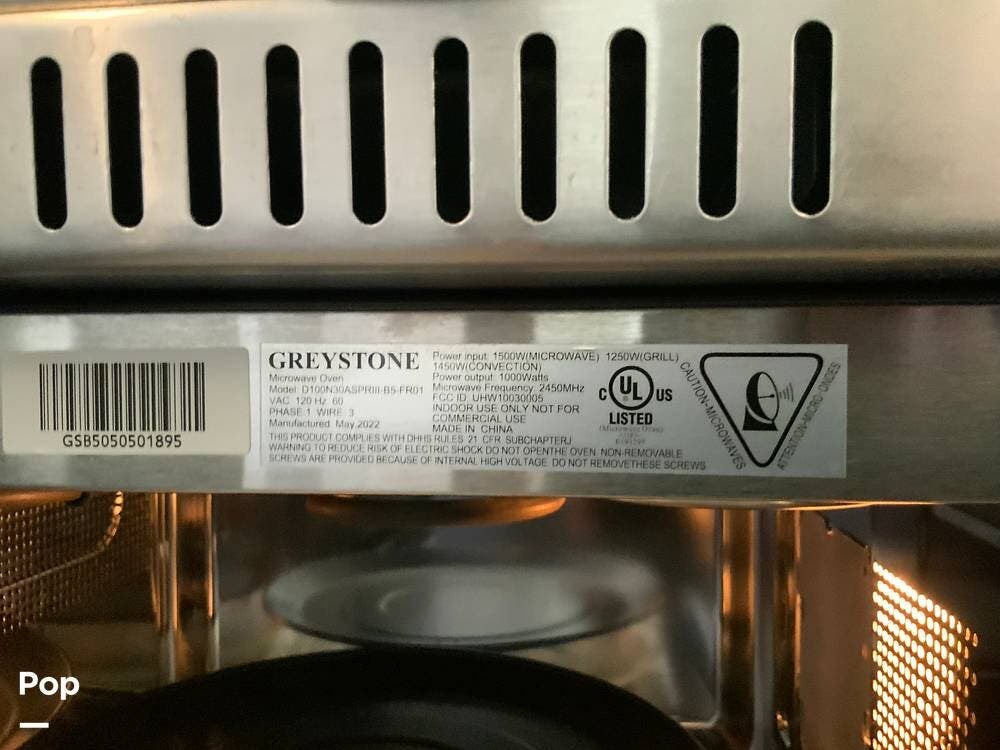 GSB5050501895
GREYSTONE
Microwave Oven
Model: D100N30ASPRIII-B5-FR01
VAC 120 Hz 60
PHASE:1 WIRE: 3
Manufactured May,2022
Power input: 1500W(MICROWAVE) 1250W(GRILL)
1450W(CONVECTION)
Power output: 1000Watts
Microwave Frequency: 2450MHz
FCC ID: UHW10030005
INDOOR USE ONLY NOT FOR
COMMERCIAL USE
MADE IN CHINA
THIS PRODUCT COMPLIES WITH DHHS RULES 21 CFR SUBCHAPTERJ
WARNING TO REDUCE RISK OF ELECTRIC SHOCK DO NOT OPENTHE OVEN NON-REMOVABLE
SCREWS ARE PROVIDED BECAUSE OF INTERNAL HIGH VOLTAGE DO NOT REMOVETHESE SCREWS
C UL US
LISTED
(Microwave Oven)
CAUTION-MICROWAVES
ATTENTION-MICRO-ONDES
Pop